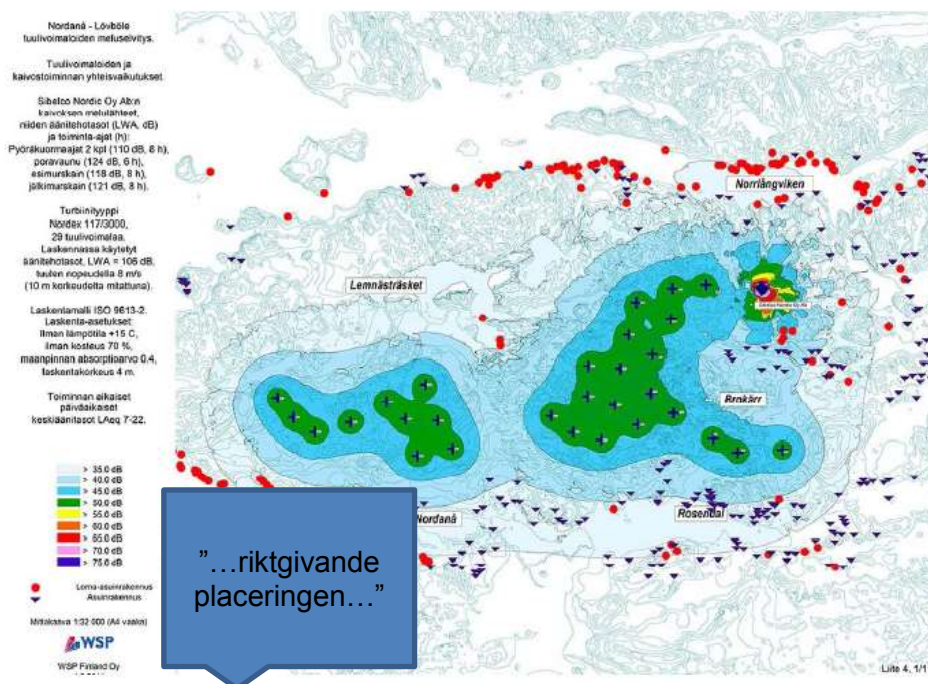 Nordanå - Lövböle
tuulivoimaloiden meluselvitys.
Tuulivoimaloiden ja
kaivostoiminnan yhteisvaikutukset
Sibelco Nordic Oy Ab:n
kaivoksen melulähteet,
niiden äänitehotasot (LWA, dB)
ja toiminta-ajat (h):
Pyöräkuormaajat 2 kpl (110 dB, 8 h),
poravaunu (124 dB, 6 h),
esimurskain (118 dB, 8 h),
jälkimurskain (121 dB, 8 h).
Turbiinityyppi
Nordex 117/3000,
29 tuulivoimalaa.
Laskennassa käytetyt
äänitehotasot, LWA = 106 dB,
tuulen nopeudella 8 m/s
(10 m korkeudelta mitattuna).
Laskentamalli ISO 9613-2.
Laskenta-asetukset:
Ilman lämpötila +15 C,
ilman kosteus 70 %,
maanpinnan absorptioarvo 0.4,
laskentakorkeus 4 m.
Toiminnan aikaiset
päiväaikaiset
keskiäänitasot LAeq 7-22.
> 35.0 dB
> 40.0 dB
> 45.0 dB
> 50.0 dB
> 55.0 dB
> 60.0 dB
> 65.0 dB
> 70.0 dB
> 75.0 dB
Loma-asuinrakennus
Asuinrakennus
Mittakaava 1:32 000 (A4 vaaka)
WSP
WSP Finland Oy
Norrlångviken
Lemnästräsket
Sibelco Nordic Oy Ab
Brokärr
Nordanå
Rosendal
"…riktgivande
placeringen…"
Liite 4, 1/1